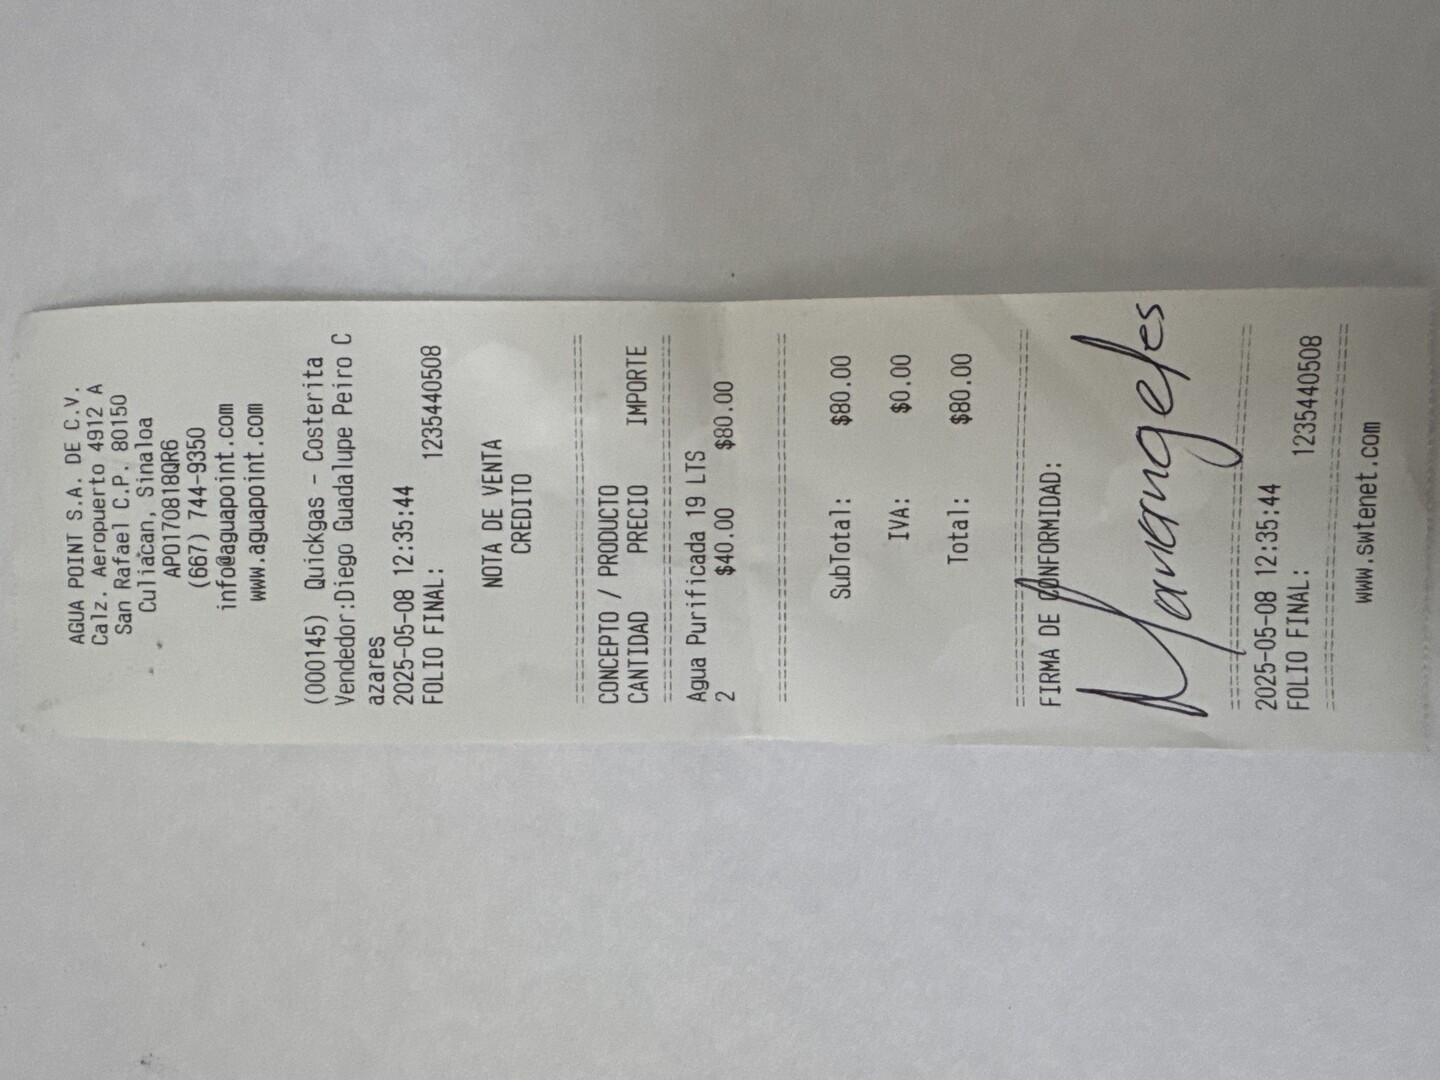 AGUA POINT S.A. DE C.V.
Calz. Aeropuerto 4912 A
San Rafael C.P. 80150
Culiacan, Sinaloa
APO170818QR6
(667) 744-9350
info@aguapoint.com
www.aguapoint.com
(000145) Quickgas - Costerita
Vendedor:Diego Guadalupe Peiro C
azares
2025-05-08 12:35:44
FOLIO FINAL: 1235440508
NOTA DE VENTA
CREDITO
CONCEPTO / PRODUCTO
CANTIDAD PRECIO IMPORTE
Agua Purificada 19 LTS
2 $40.00 $80.00
SubTotal: $80.00
IVA: $0.00
Total: $80.00
FIRMA DE CONFORMIDAD:
2025-05-08 12:35:44
FOLIO FINAL: 1235440508
www.swtenet.com